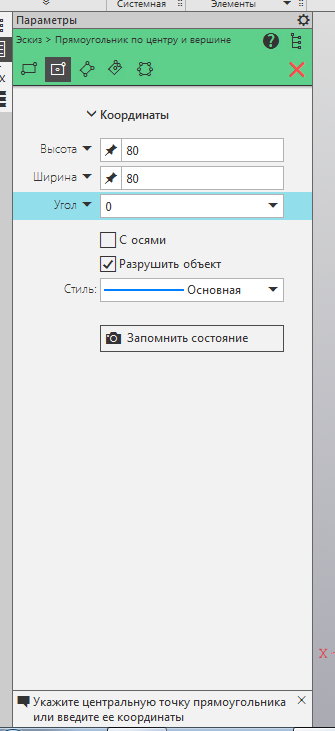 Системная
Элементы
Параметры
Эскиз > Прямоугольник по центру и вершине
Координаты
Высота
80
Ширина
80
Угол
0
С осями
Разрушить объект
Стиль:
Основная
Запомнить состояние
X
X
Укажите центральную точку прямоугольника
или введите ее координаты